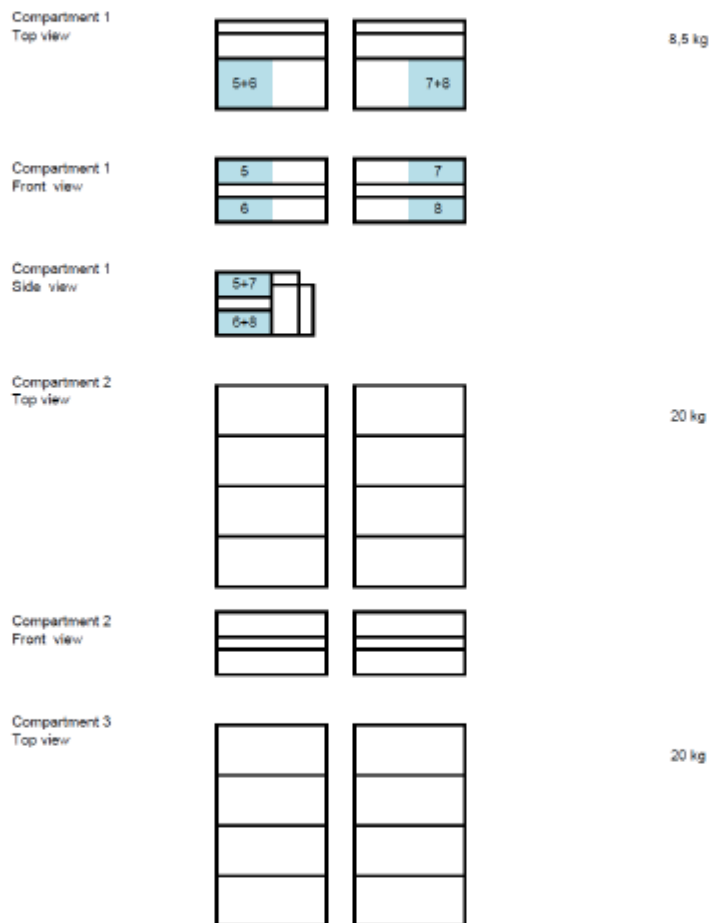 Compartment 1
Top view
8,5 kg
5+6
7+8
Compartment 1
Front view
5
7
6
8
Compartment 1
Side view
5+7
6+8
Compartment 2
Top view
20 kg
Compartment 2
Front view
Compartment 3
Top view
20 kg